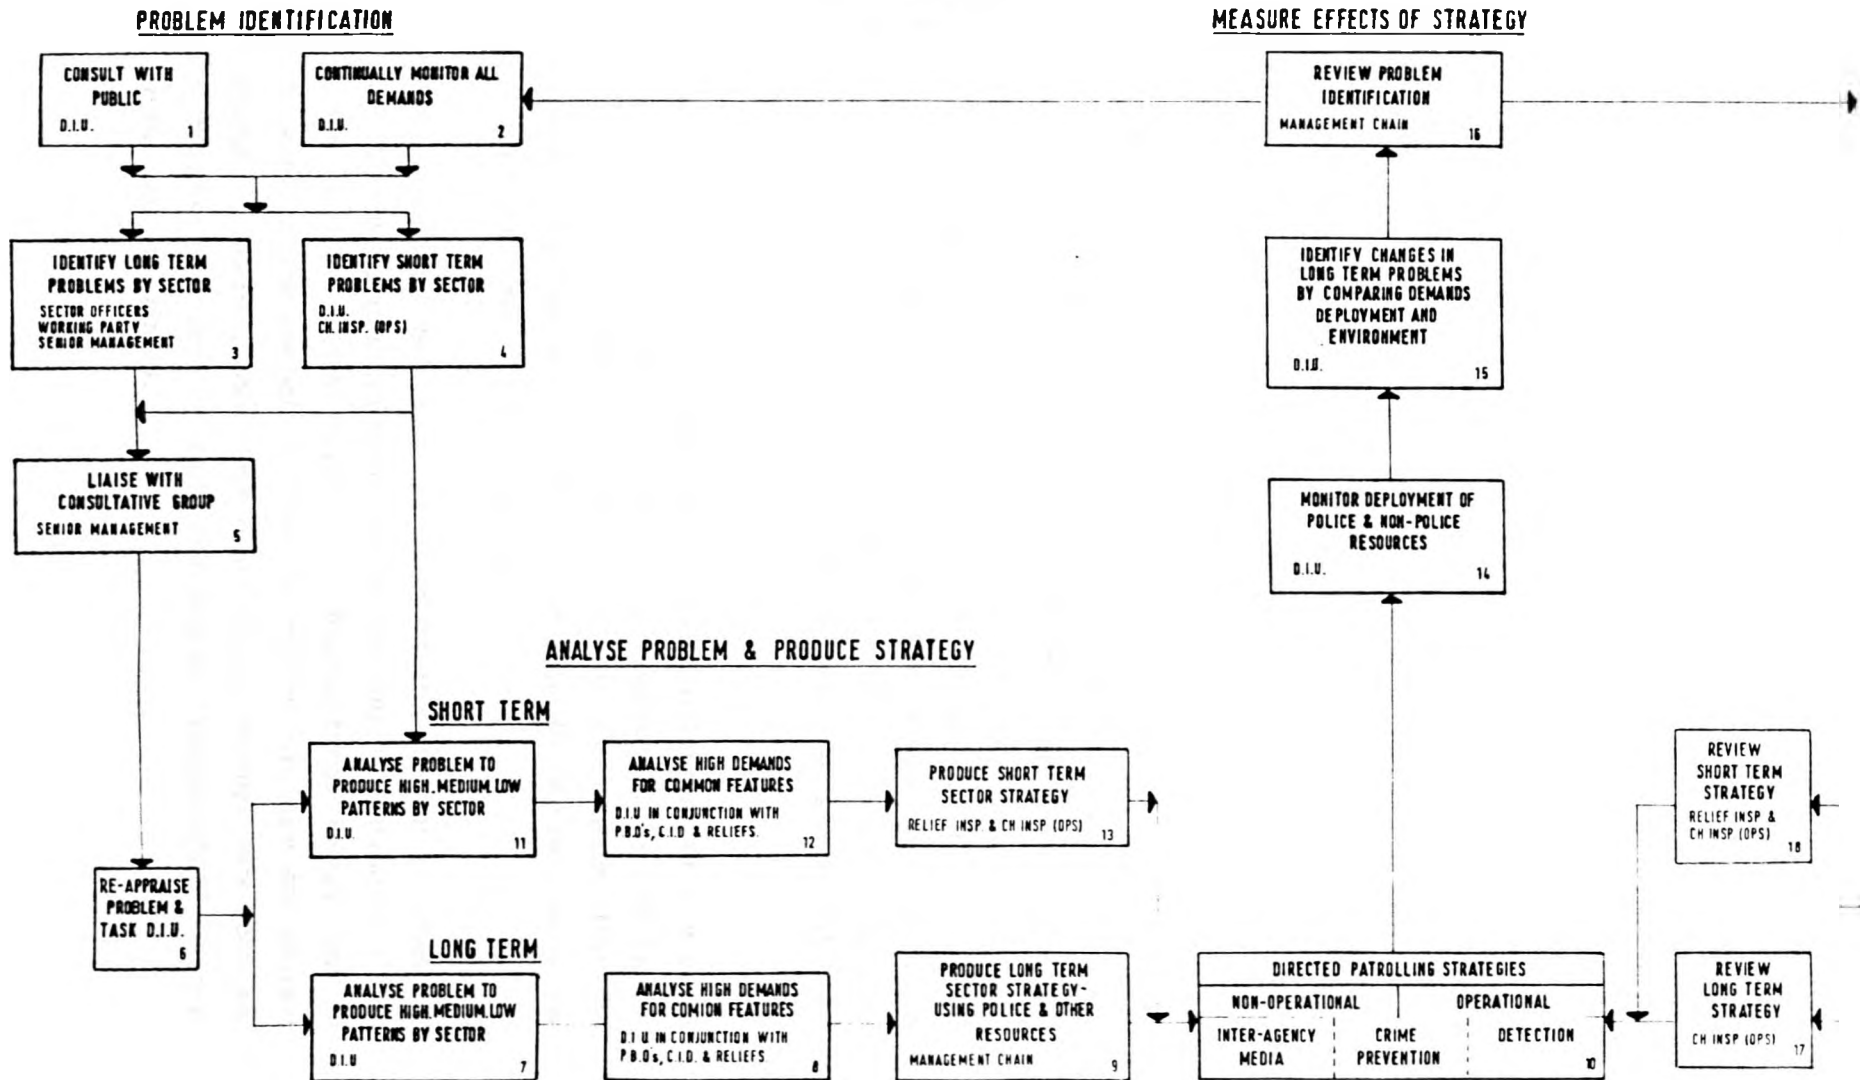 PROBLEM IDENTIFICATION
MEASURE EFFECTS OF STRATEGY
CONSULT WITH
PUBLIC
D.I.U.
1
CONTINUALLY MONITOR ALL
DEMANDS
D.I.U.
2
REVIEW PROBLEM
IDENTIFICATION
MANAGEMENT CHAIN
16
IDENTIFY LONG TERM
PROBLEMS BY SECTOR
SECTOR OFFICERS
WORKING PARTY
SENIOR MANAGEMENT
3
IDENTIFY SHORT TERM
PROBLEMS BY SECTOR
D.I.U.
CH. INSP. (OPS)
4
IDENTIFY CHANGES IN
LONG TERM PROBLEMS
BY COMPARING DEMANDS
DEPLOYMENT AND
ENVIRONMENT
D.I.U.
15
LIAISE WITH
CONSULTATIVE GROUP
SENIOR MANAGEMENT
5
MONITOR DEPLOYMENT OF
POLICE & NON-POLICE
RESOURCES
D.I.U.
14
ANALYSE PROBLEM & PRODUCE STRATEGY
SHORT TERM
ANALYSE PROBLEM TO
PRODUCE HIGH.MEDIUM.LOW
PATTERNS BY SECTOR
D.I.U.
11
ANALYSE HIGH DEMANDS
FOR COMMON FEATURES
D.I.U IN CONJUNCTION WITH
P.B.O's, C.I.D. & RELIEFS.
12
PRODUCE SHORT TERM
SECTOR STRATEGY
RELIEF INSP & CH INSP (OPS)
13
REVIEW
SHORT TERM
STRATEGY
RELIEF INSP &
CH INSP (OPS)
18
RE-APPRAISE
PROBLEM &
TASK D.I.U.
6
LONG TERM
ANALYSE PROBLEM TO
PRODUCE HIGH.MEDIUM.LOW
PATTERNS BY SECTOR
D.I.U
7
ANALYSE HIGH DEMANDS
FOR COMMON FEATURES
D.I.U IN CONJUNCTION WITH
P B.O's, C.I.D. & RELIEFS
8
PRODUCE LONG TERM
SECTOR STRATEGY-
USING POLICE & OTHER
RESOURCES
MANAGEMENT CHAIN
9
DIRECTED PATROLLING STRATEGIES
NON-OPERATIONAL
OPERATIONAL
INTER-AGENCY
MEDIA
CRIME
PREVENTION
DETECTION
10
REVIEW
LONG TERM
STRATEGY
CH INSP (OPS)
17